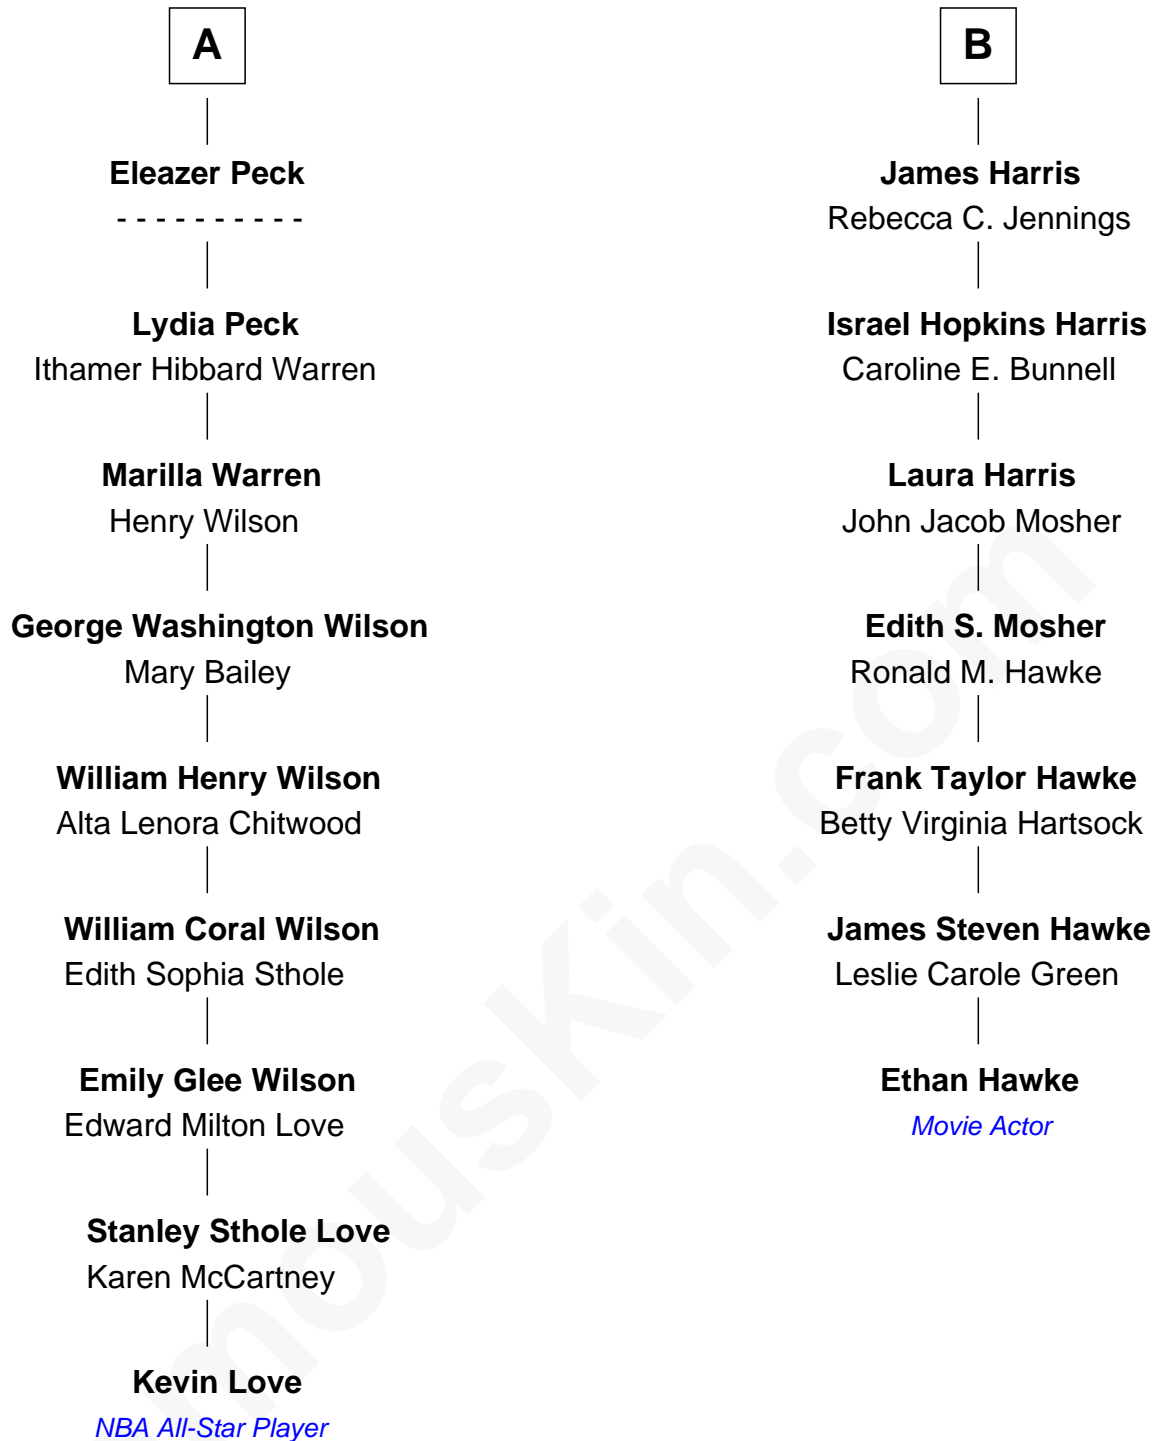 A
Eleazer Peck
- - - - - - - - - -
Lydia Peck
Ithamer Hibbard Warren
Marilla Warren
Henry Wilson
George Washington Wilson
Mary Bailey
William Henry Wilson
Alta Lenora Chitwood
William Coral Wilson
Edith Sophia Sthole
Emily Glee Wilson
Edward Milton Love
Stanley Sthole Love
Karen McCartney
Kevin Love
NBA All-Star Player
B
James Harris
Rebecca C. Jennings
Israel Hopkins Harris
Caroline E. Bunnell
Laura Harris
John Jacob Mosher
Edith S. Mosher
Ronald M. Hawke
Frank Taylor Hawke
Betty Virginia Hartsock
James Steven Hawke
Leslie Carole Green
Ethan Hawke
Movie Actor
mousKin.com